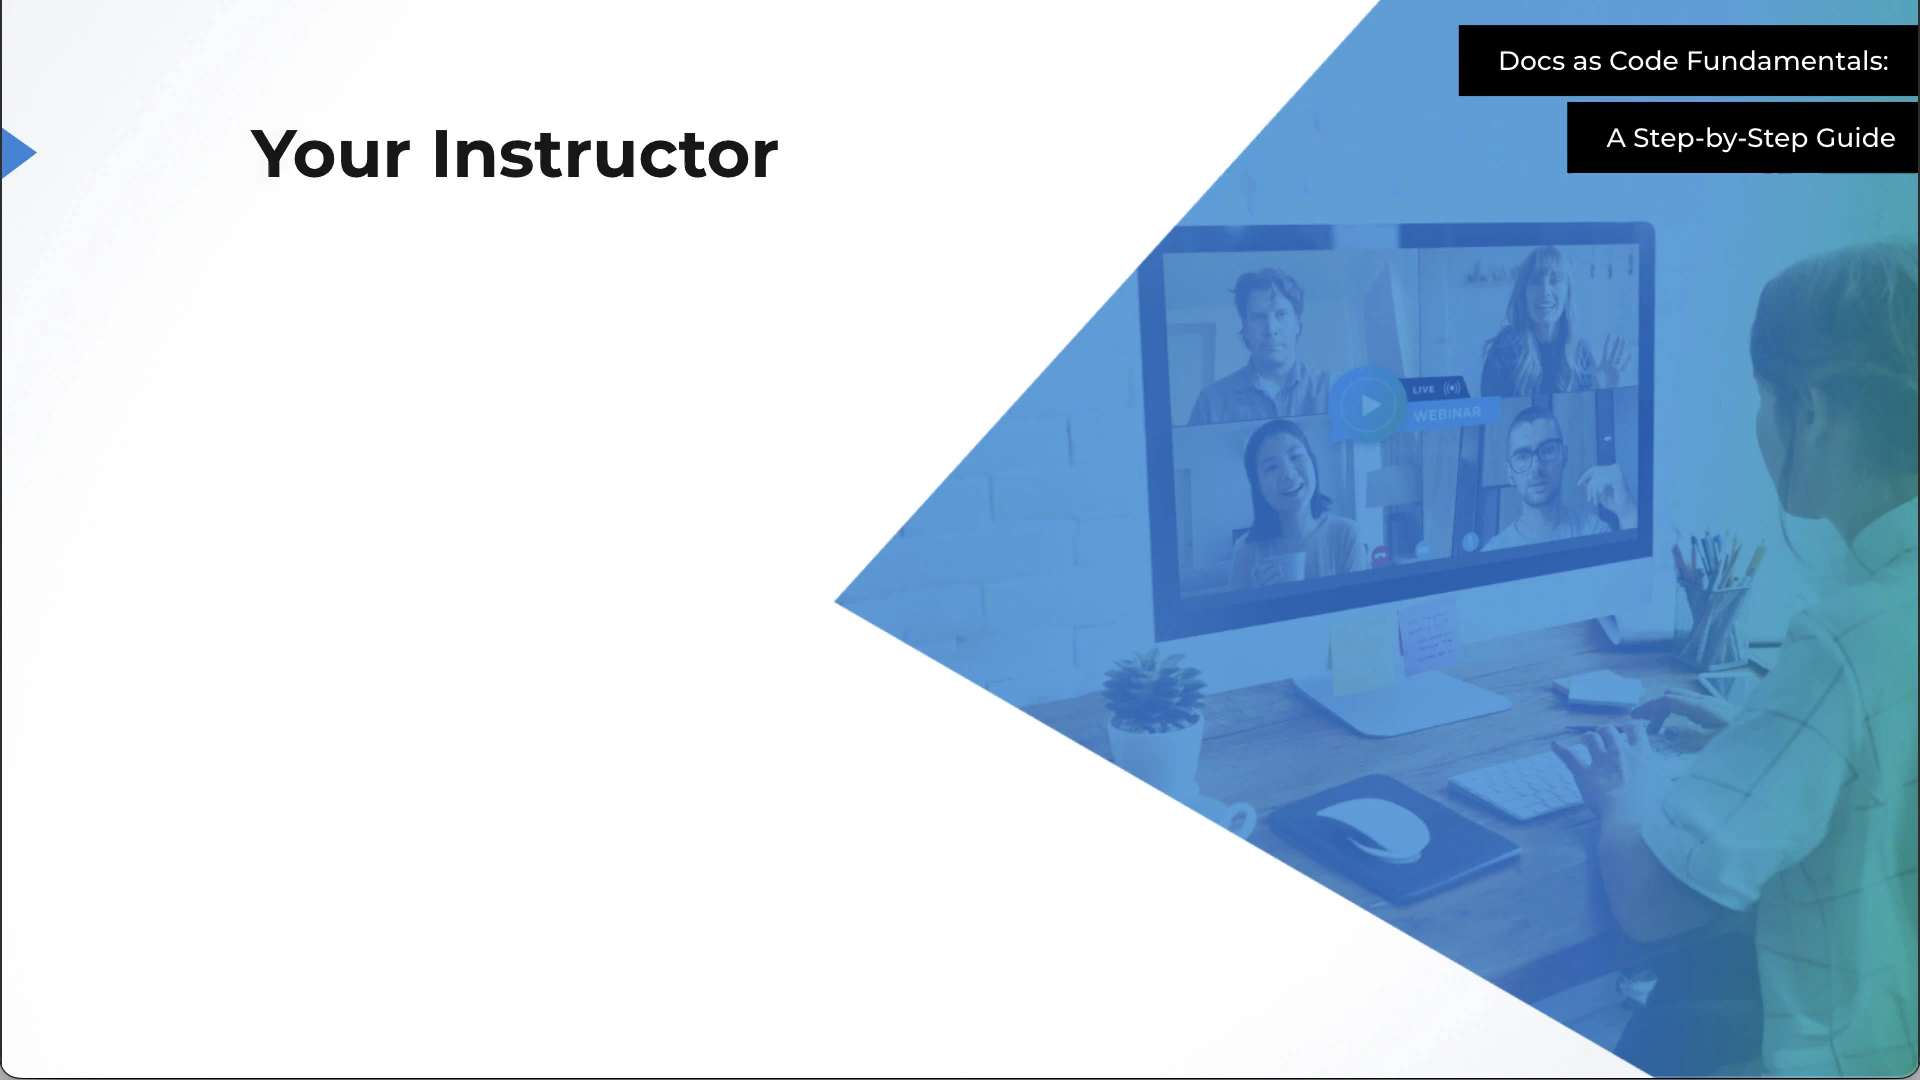 Docs as Code Fundamentals:
A Step-by-Step Guide
Your Instructor
LIVE
WEBINAR